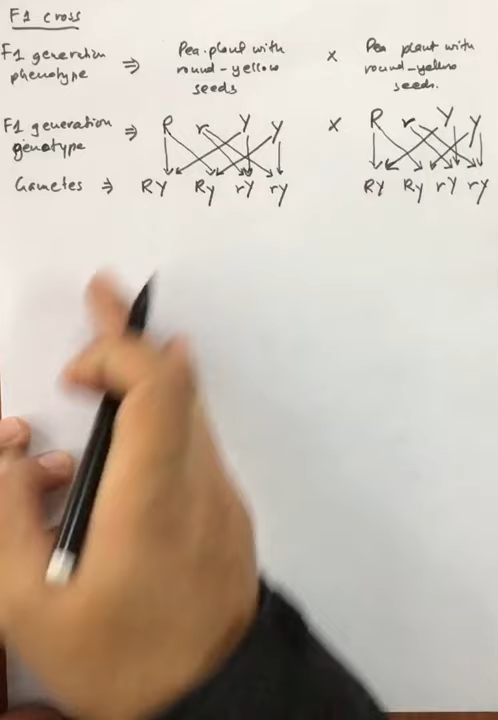 F1 cross
F1 generation phenotype ⇒ Pea plant with round-yellow seeds × Pea plant with round-yellow seeds.
F1 generation genotype ⇒ R r Y y × R r Y y
Gametes ⇒ RY Ry rY ry RY Ry rY ry